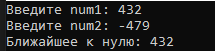 Введите num1: 432
Введите num2: -479
Ближайшее к нулю: 432